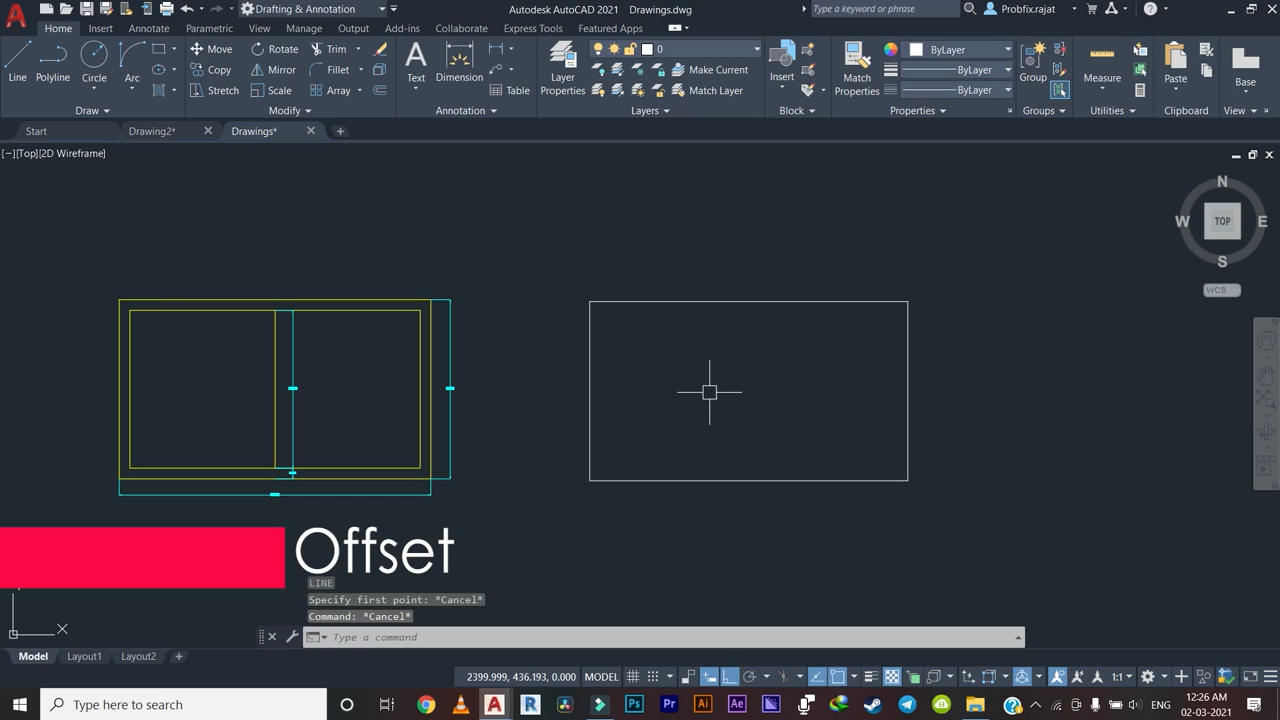 Drafting & Annotation
Autodesk AutoCAD 2021 Drawings.dwg
Type a keyword or phrase
Probfix.rajat
Home Insert Annotate Parametric View Manage Output Add-ins Collaborate Express Tools Featured Apps
Line Polyline Circle Arc
Move Rotate Trim
Copy Mirror Fillet
Stretch Scale Array
Text Dimension Table
Layer Properties
0
Make Current
Match Layer
Insert
Match Properties
ByLayer
ByLayer
ByLayer
Group
Measure
Paste
Base
Draw Modify Annotation Layers Block Properties Groups Utilities Clipboard View
Start Drawing2* Drawings*
[−][Top][2D Wireframe]
N
W TOP E
S
WCS
Offset
LINE
Specify first point: *Cancel*
Command: *Cancel*
Type a command
Model Layout1 Layout2
2399.999, 436.193, 0.000 MODEL 1:1
Type here to search
ENG
12:26 AM
02-03-2021